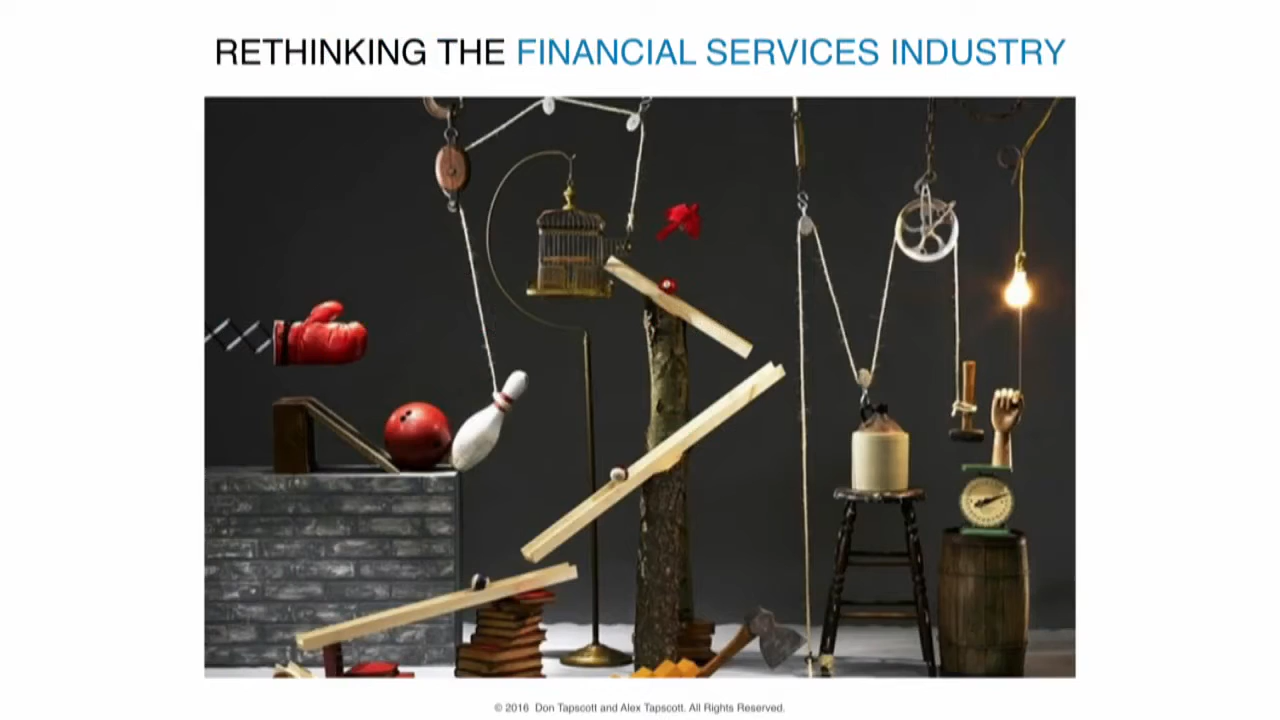 RETHINKING THE FINANCIAL SERVICES INDUSTRY
© 2016 Don Tapscott and Alex Tapscott. All Rights Reserved.